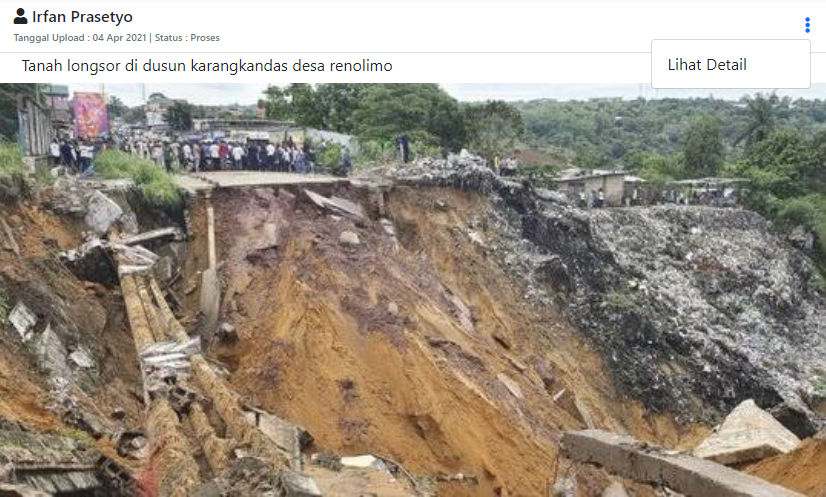 Irfan Prasetyo
Tanggal Upload : 04 Apr 2021 | Status : Proses
Lihat Detail
Tanah longsor di dusun karangkandas desa renolimo